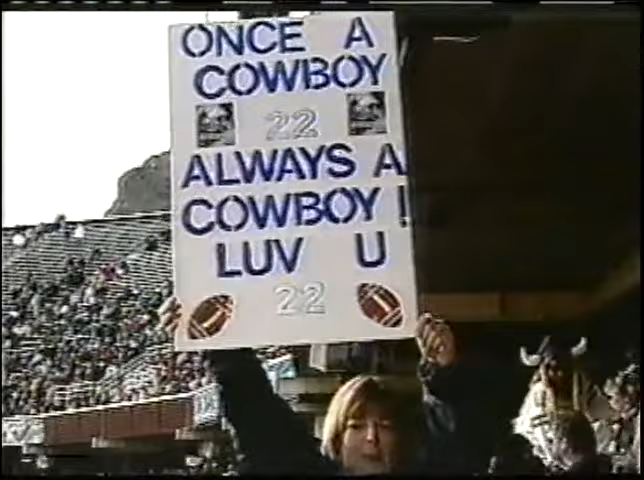 ONCE A
COWBOY
22
ALWAYS A
COWBOY!
LUV U
22